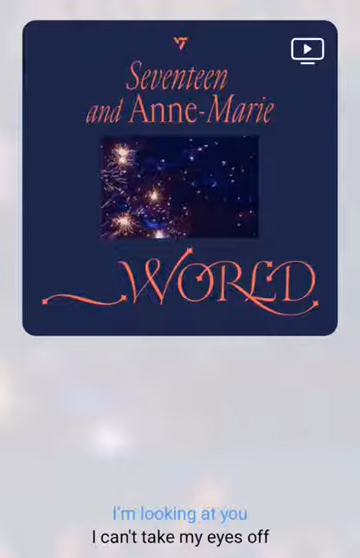 Seventeen
and Anne-Marie
WORLD
I'm looking at you
I can't take my eyes off